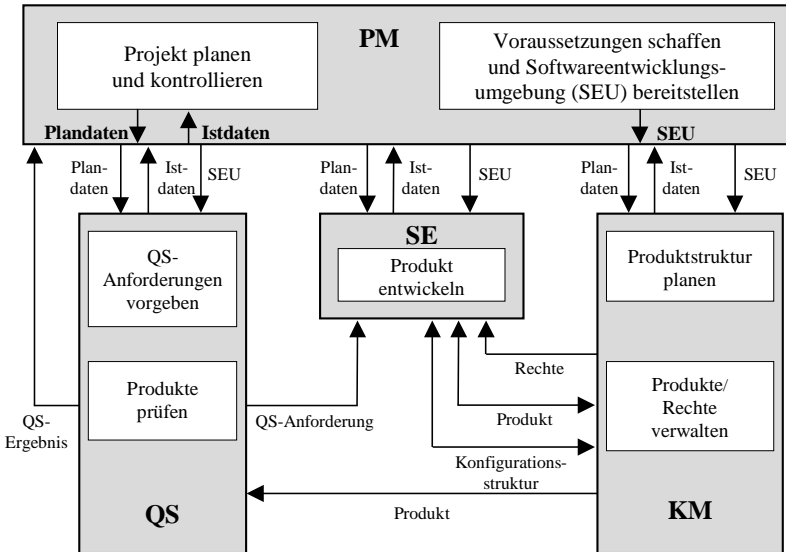 PM
Projekt planen
und kontrollieren
Voraussetzungen schaffen
und Softwareentwicklungs-
umgebung (SEU) bereitstellen
Plandaten
Istdaten
SEU
Plan-
daten
Ist-
daten
SEU
Plan-
daten
Ist-
daten
SEU
Plan-
daten
Ist-
daten
SEU
QS-
Anforderungen
vorgeben
SE
Produkt
entwickeln
Produktstruktur
planen
Produkte
prüfen
Rechte
Produkte/
Rechte
verwalten
QS-
Ergebnis
QS-Anforderung
Produkt
Konfigurations-
struktur
QS
Produkt
KM